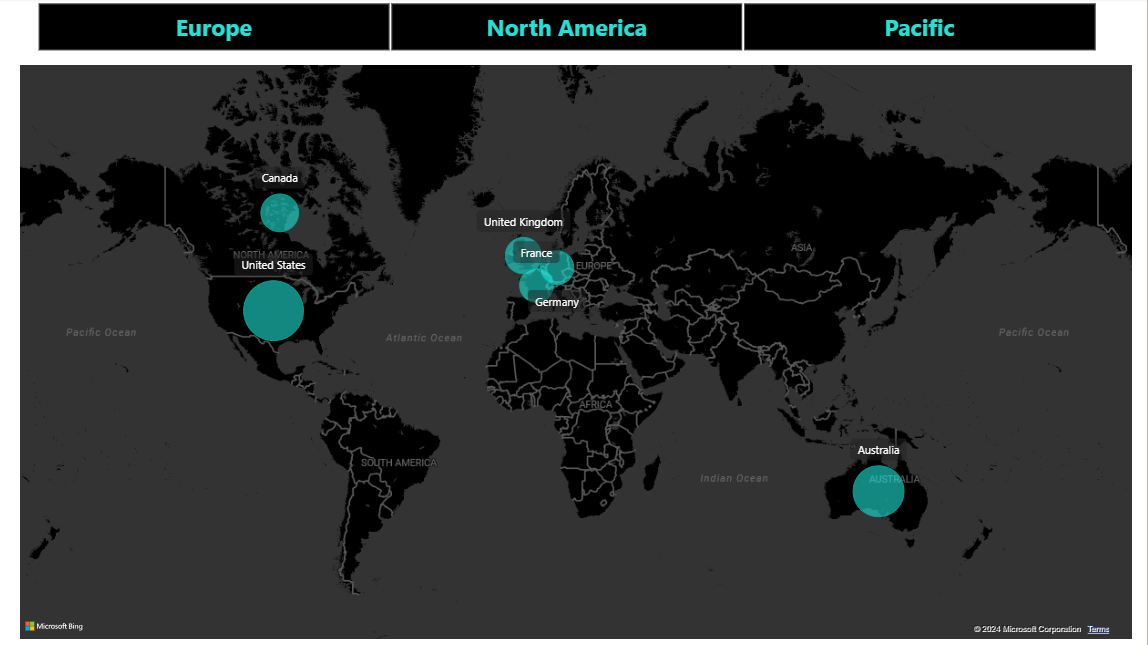 Europe
North America
Pacific
Canada
United Kingdom
NORTH AMERICA
France
ASIA
United States
EUROPE
Germany
Pacific Ocean
Atlantic Ocean
Pacific Ocean
AFRICA
Australia
SOUTH AMERICA
Indian Ocean
AUSTRALIA
Microsoft Bing
© 2024 Microsoft Corporation Terms